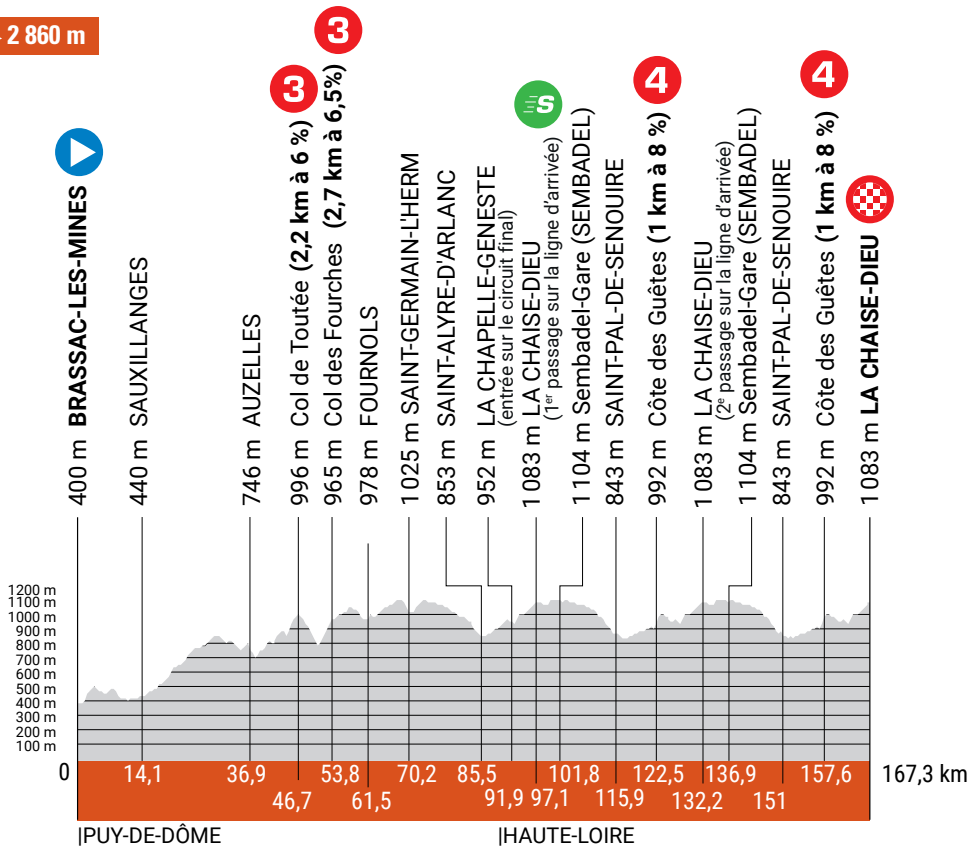 2 860 m
400 m BRASSAC-LES-MINES
440 m SAUXILLANGES
746 m AUZELLES
3
996 m Col de Toutée (2,2 km à 6 %)
3
965 m Col des Fourches (2,7 km à 6,5%)
978 m FOURNOLS
1025 m SAINT-GERMAIN-L'HERM
853 m SAINT-ALYRE-D'ARLANC
952 m LA CHAPELLE-GENESTE
(entrée sur le circuit final)
S
1083 m LA CHAISE-DIEU
(1er passage sur la ligne d'arrivée)
1104 m Sembadel-Gare (SEMBADEL)
843 m SAINT-PAL-DE-SENOUIRE
4
992 m Côte des Guêtes (1 km à 8 %)
1083 m LA CHAISE-DIEU
(2e passage sur la ligne d'arrivée)
1104 m Sembadel-Gare (SEMBADEL)
843 m SAINT-PAL-DE-SENOUIRE
4
992 m Côte des Guêtes (1 km à 8 %)
1083 m LA CHAISE-DIEU
1200 m
1100 m
1000 m
900 m
800 m
700 m
600 m
500 m
400 m
300 m
200 m
100 m
0 14,1 36,9 53,8 70,2 85,5 101,8 122,5 136,9 157,6 167,3 km
46,7 61,5 91,9 97,1 115,9 132,2 151
|PUY-DE-DÔME |HAUTE-LOIRE